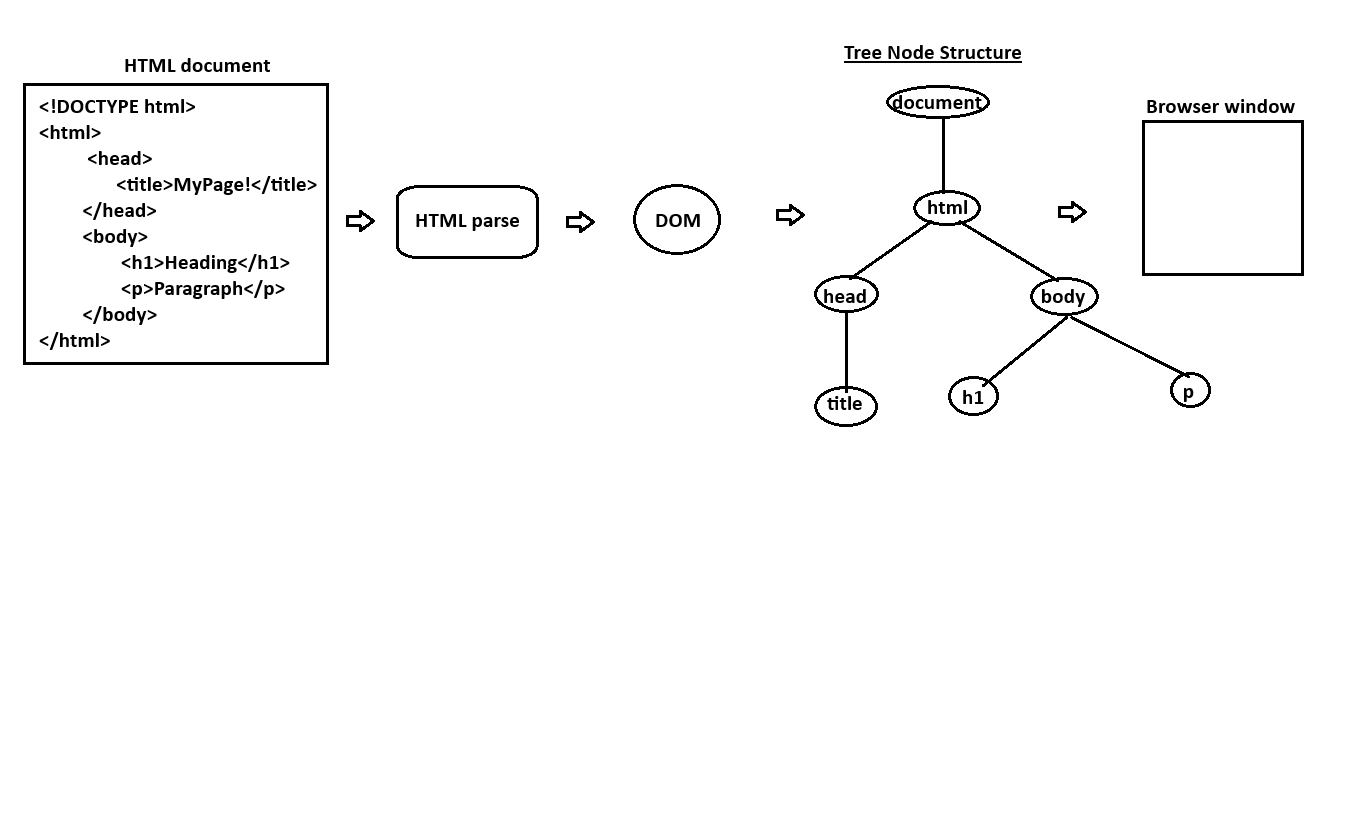 HTML document
<!DOCTYPE html>
<html>
<head>
<title>MyPage!</title>
</head>
<body>
<h1>Heading</h1>
<p>Paragraph</p>
</body>
</html>
HTML parse
DOM
Tree Node Structure
document
html
head
body
title
h1
p
Browser window